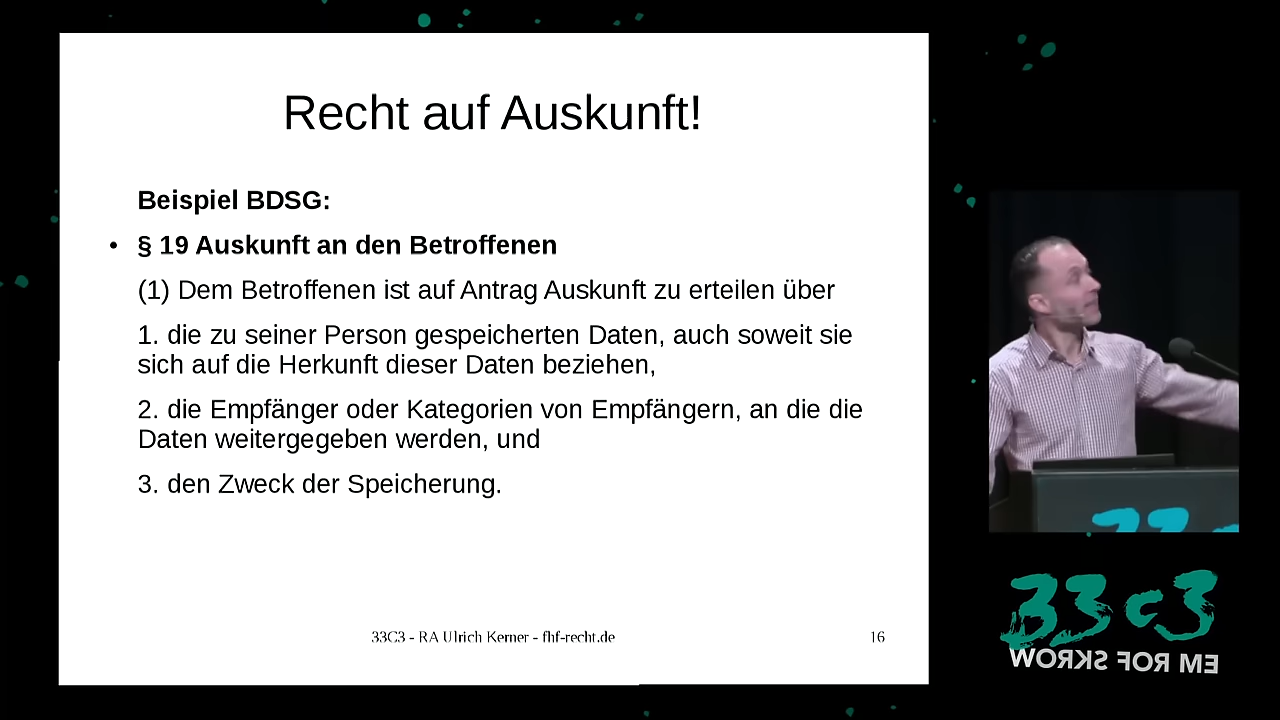 Recht auf Auskunft!
Beispiel BDSG:
• § 19 Auskunft an den Betroffenen
(1) Dem Betroffenen ist auf Antrag Auskunft zu erteilen über
1. die zu seiner Person gespeicherten Daten, auch soweit sie
sich auf die Herkunft dieser Daten beziehen,
2. die Empfänger oder Kategorien von Empfängern, an die die
Daten weitergegeben werden, und
3. den Zweck der Speicherung.
33C3 - RA Ulrich Kerner - fhf-recht.de
16
33C3
WORKS FOR ME